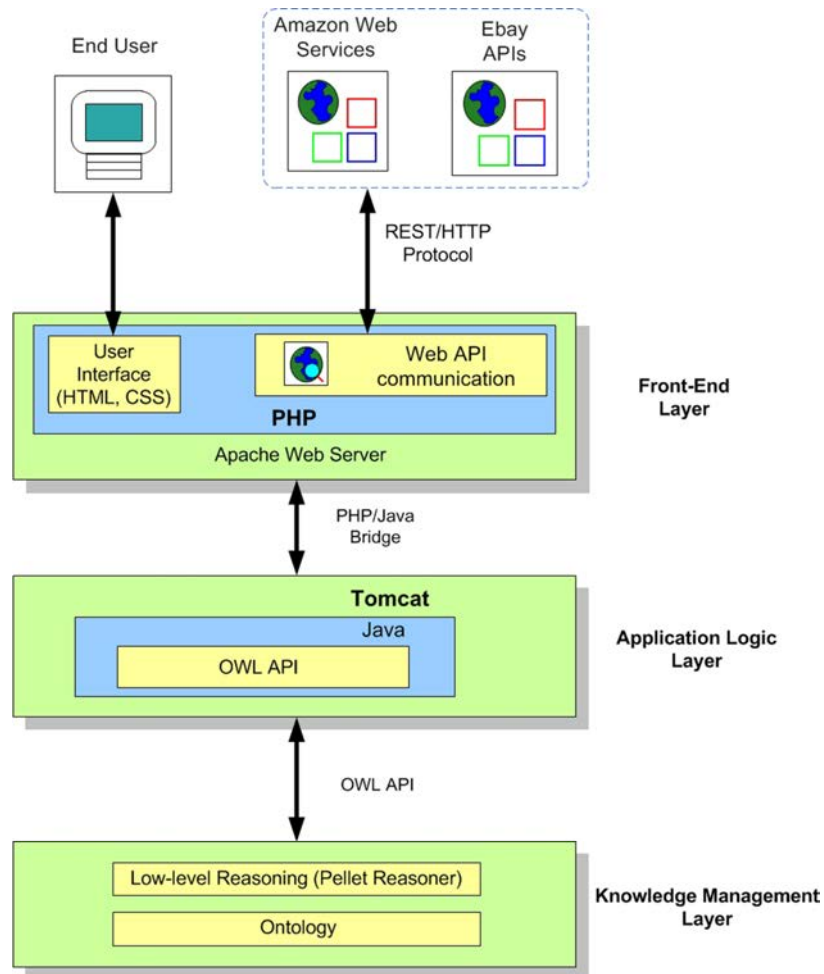 End User
Amazon Web
Services
Ebay
APIs
REST/HTTP
Protocol
User
Interface
(HTML, CSS)
Web API
communication
PHP
Apache Web Server
Front-End
Layer
PHP/Java
Bridge
Tomcat
Java
OWL API
Application Logic
Layer
OWL API
Low-level Reasoning (Pellet Reasoner)
Ontology
Knowledge Management
Layer